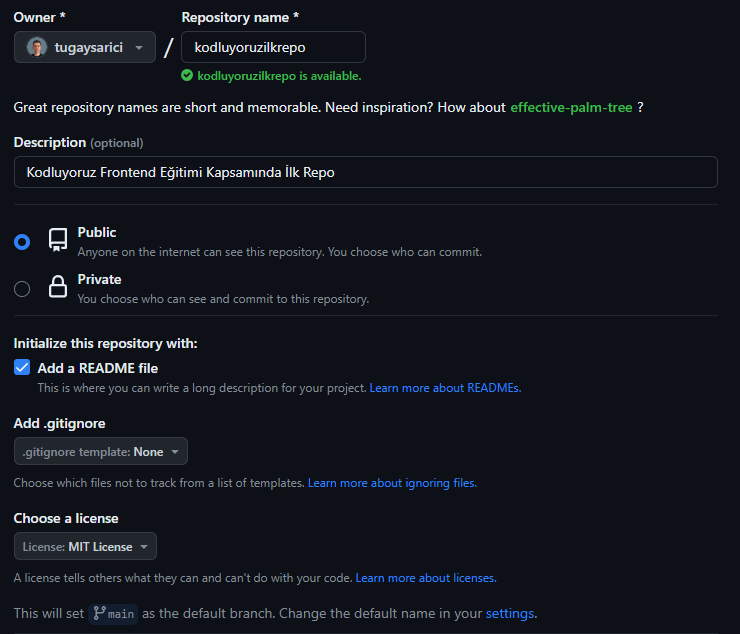 Owner * Repository name *
tugaysarici / kodluyoruzilkrepo
kodluyoruzilkrepo is available.
Great repository names are short and memorable. Need inspiration? How about effective-palm-tree ?
Description (optional)
Kodluyoruz Frontend Eğitimi Kapsamında İlk Repo
Public
Anyone on the internet can see this repository. You choose who can commit.
Private
You choose who can see and commit to this repository.
Initialize this repository with:
Add a README file
This is where you can write a long description for your project. Learn more about READMEs.
Add .gitignore
.gitignore template: None
Choose which files not to track from a list of templates. Learn more about ignoring files.
Choose a license
License: MIT License
A license tells others what they can and can't do with your code. Learn more about licenses.
This will set main as the default branch. Change the default name in your settings.